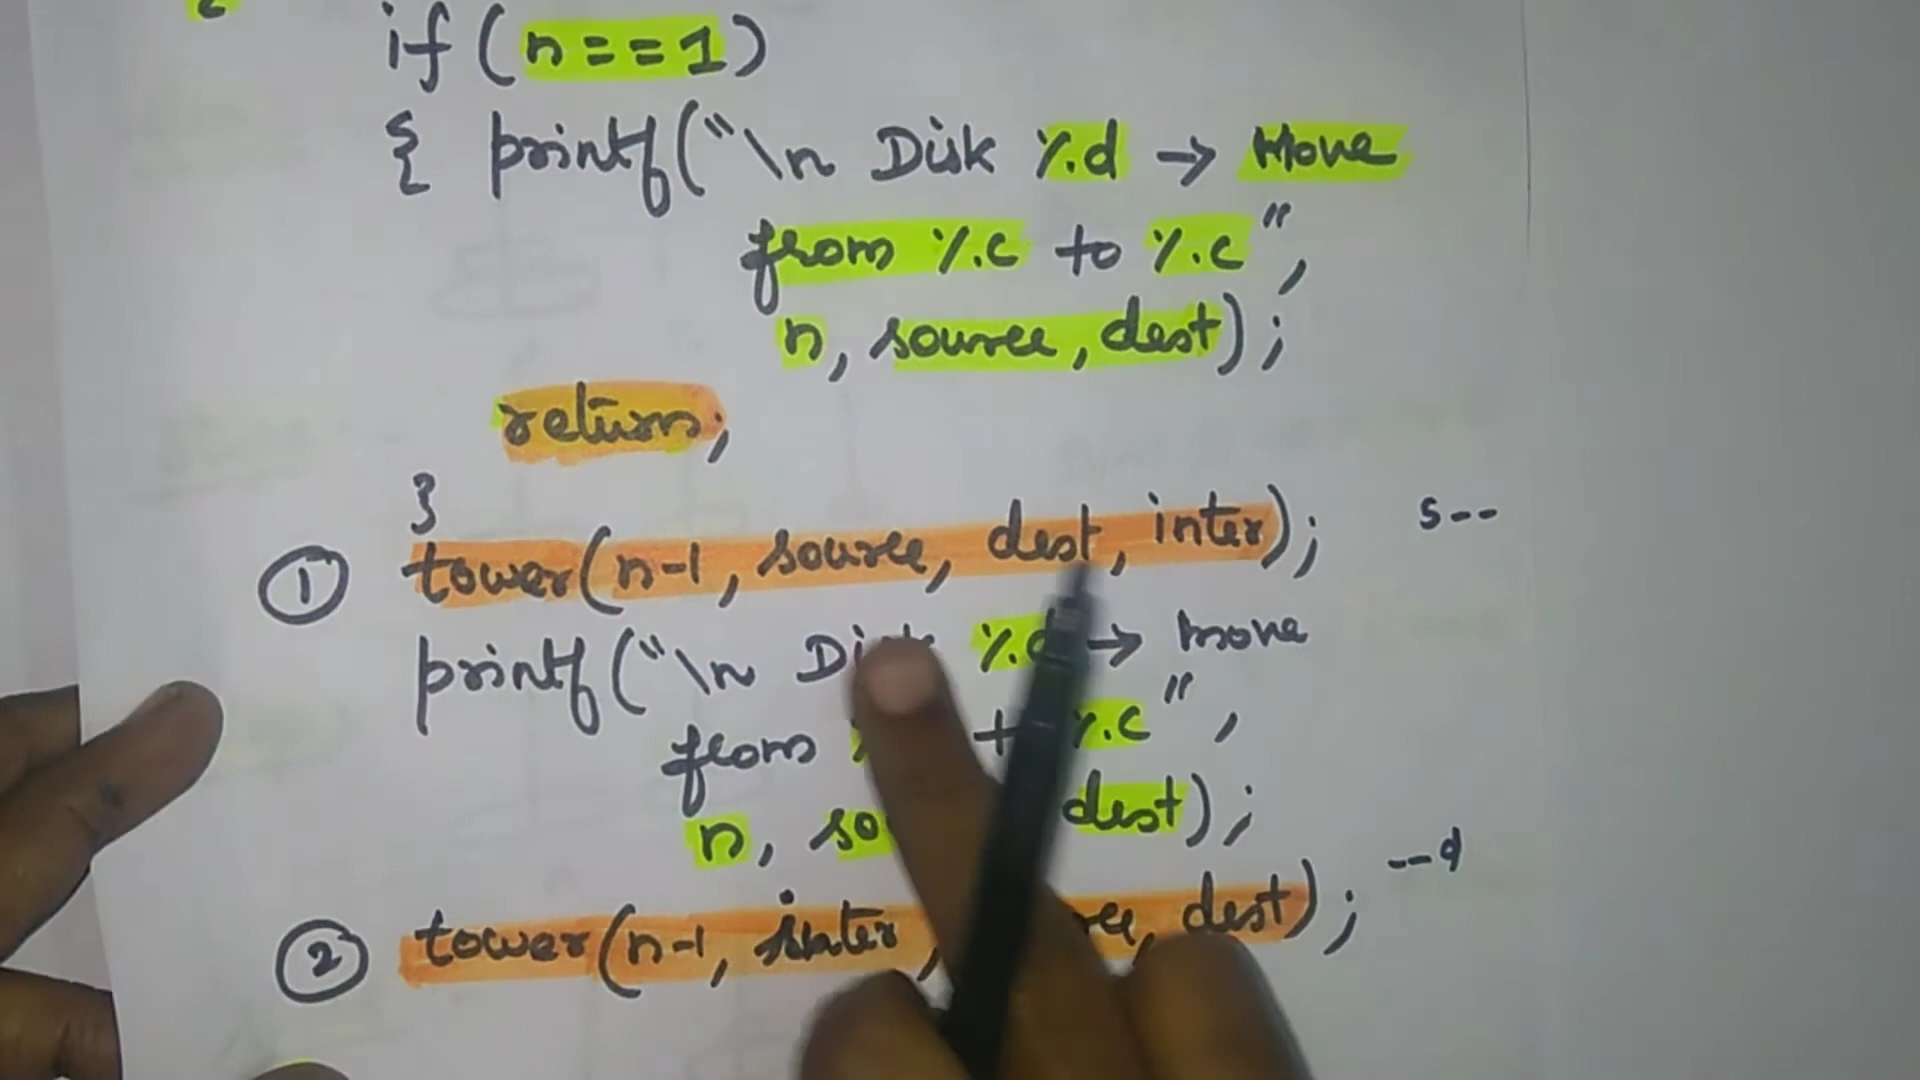 if (n==1)
{ printf("\n Disk %d → Move
from %c to %c",
n, source, dest);
return;
}
① tower(n-1, source, dest, inter); s--
printf("\n Disk → move
from %c",
n, dest);
② tower(n-1, inter, dest); --d